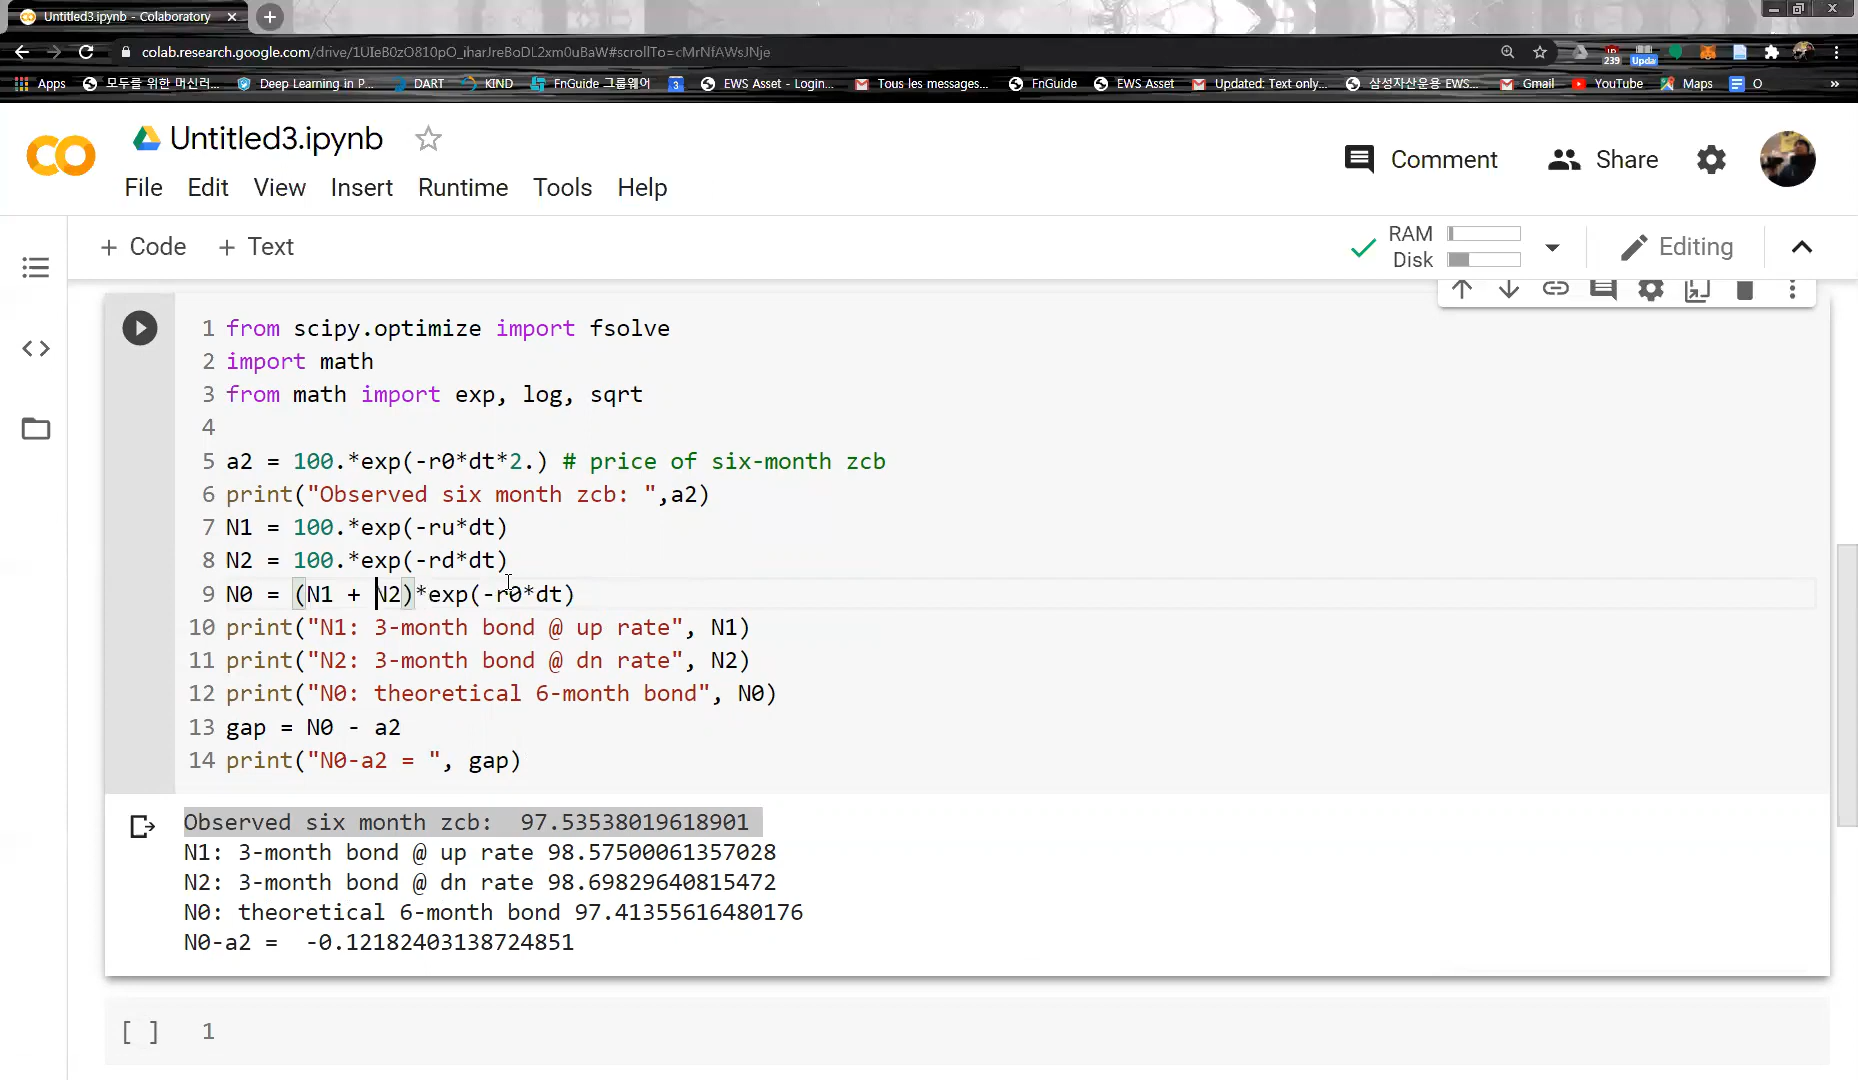 Untitled3.ipynb - Colaboratory
colab.research.google.com/drive/1UIeB0zO810pO_iharJreBoDL2xm0uBaW#scrollTo=cMrNfAWsJNje
239
Upda
Apps 모두를 위한 머신러... Deep Learning in P... DART KIND FnGuide 그룹웨어 3 EWS Asset - Login... Tous les messages... FnGuide EWS Asset Updated: Text only,... 삼성자산운용 EWS... Gmail YouTube Maps O »
CO Untitled3.ipynb
Comment Share
File Edit View Insert Runtime Tools Help
+ Code + Text
RAM
Disk
Editing
1 from scipy.optimize import fsolve
2 import math
3 from math import exp, log, sqrt
4
5 a2 = 100.*exp(-r0*dt*2.) # price of six-month zcb
6 print("Observed six month zcb: ",a2)
7 N1 = 100.*exp(-ru*dt)
8 N2 = 100.*exp(-rd*dt)
9 N0 = (N1 + N2)*exp(-r0*dt)
10 print("N1: 3-month bond @ up rate", N1)
11 print("N2: 3-month bond @ dn rate", N2)
12 print("N0: theoretical 6-month bond", N0)
13 gap = N0 - a2
14 print("N0-a2 = ", gap)
Observed six month zcb:  97.53538019618901
N1: 3-month bond @ up rate 98.57500061357028
N2: 3-month bond @ dn rate 98.69829640815472
N0: theoretical 6-month bond 97.41355616480176
N0-a2 =  -0.12182403138724851
[ ] 1